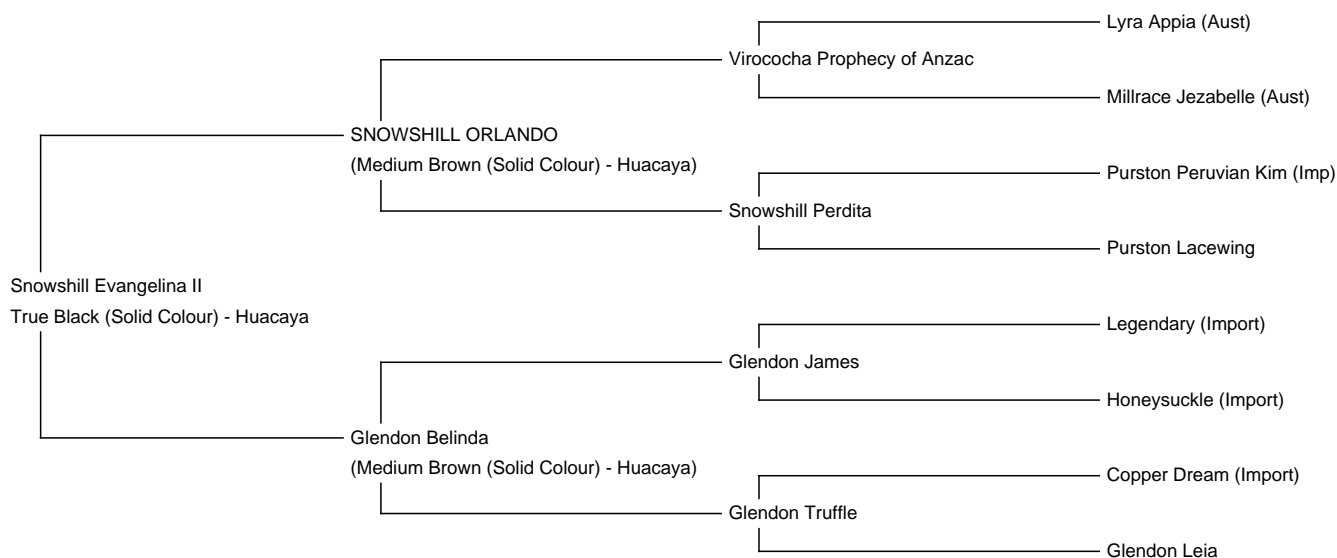 Lyra Appia (Aust)
Virococha Prophecy of Anzac
Millrace Jezabelle (Aust)
SNOWSHILL ORLANDO
(Medium Brown (Solid Colour) - Huacaya)
Purston Peruvian Kim (Imp)
Snowshill Perdita
Purston Lacewing
Snowshill Evangelina II
True Black (Solid Colour) - Huacaya
Legendary (Import)
Glendon James
Honeysuckle (Import)
Glendon Belinda
(Medium Brown (Solid Colour) - Huacaya)
Copper Dream (Import)
Glendon Truffle
Glendon Leia